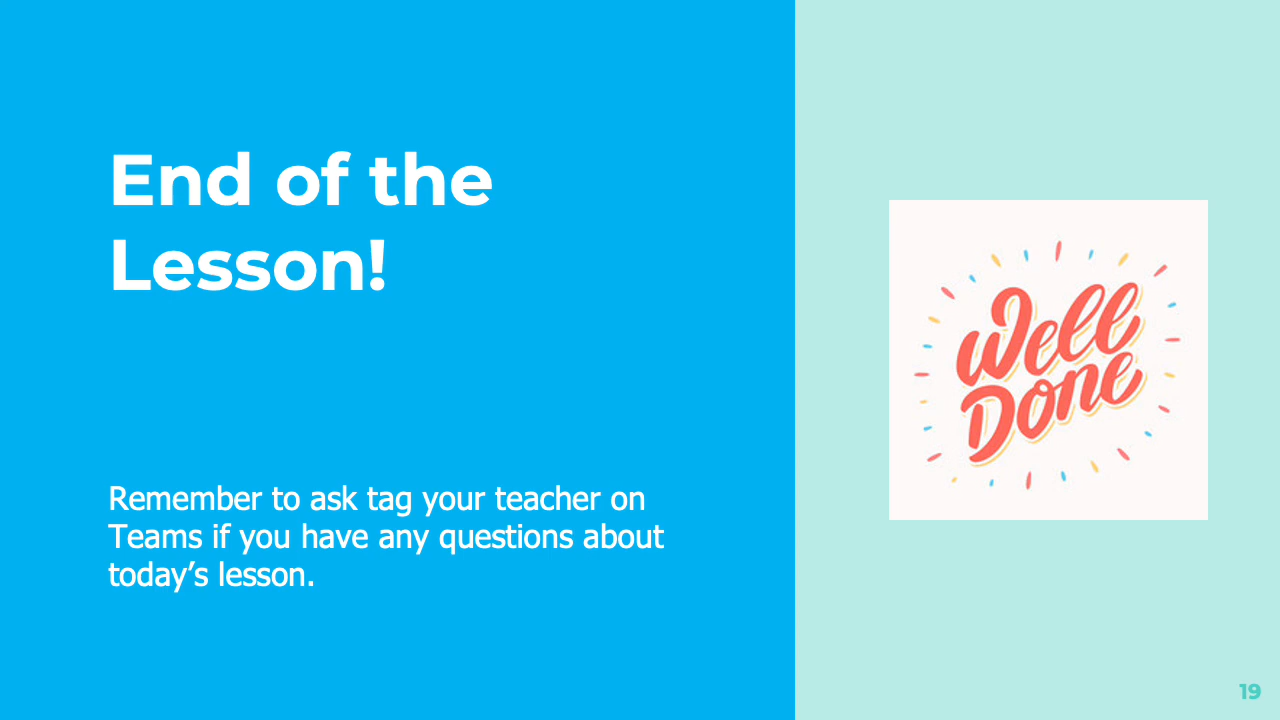 End of the
Lesson!
Well
Done
Remember to ask tag your teacher on
Teams if you have any questions about
today’s lesson.
19